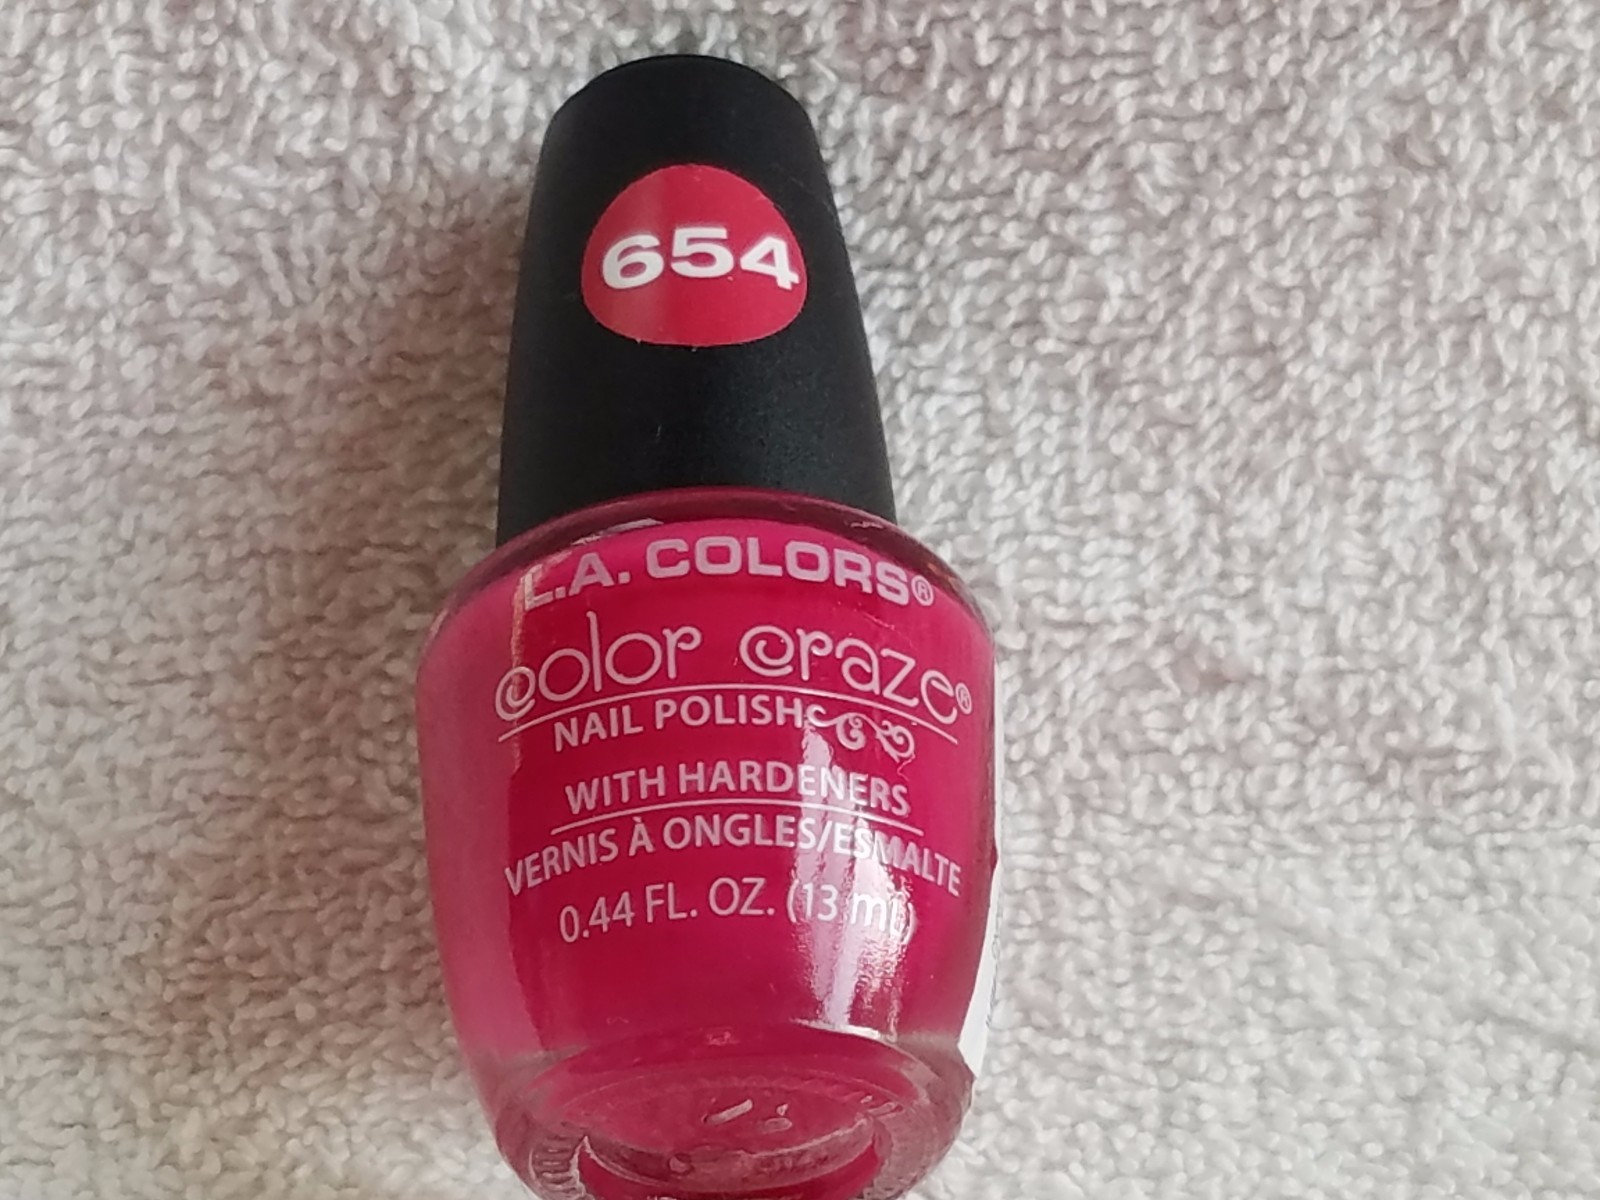 654
L.A. COLORS®
color craze®
NAIL POLISH
WITH HARDENERS
VERNIS À ONGLES/ESMALTE
0.44 FL. OZ. (13 mL)